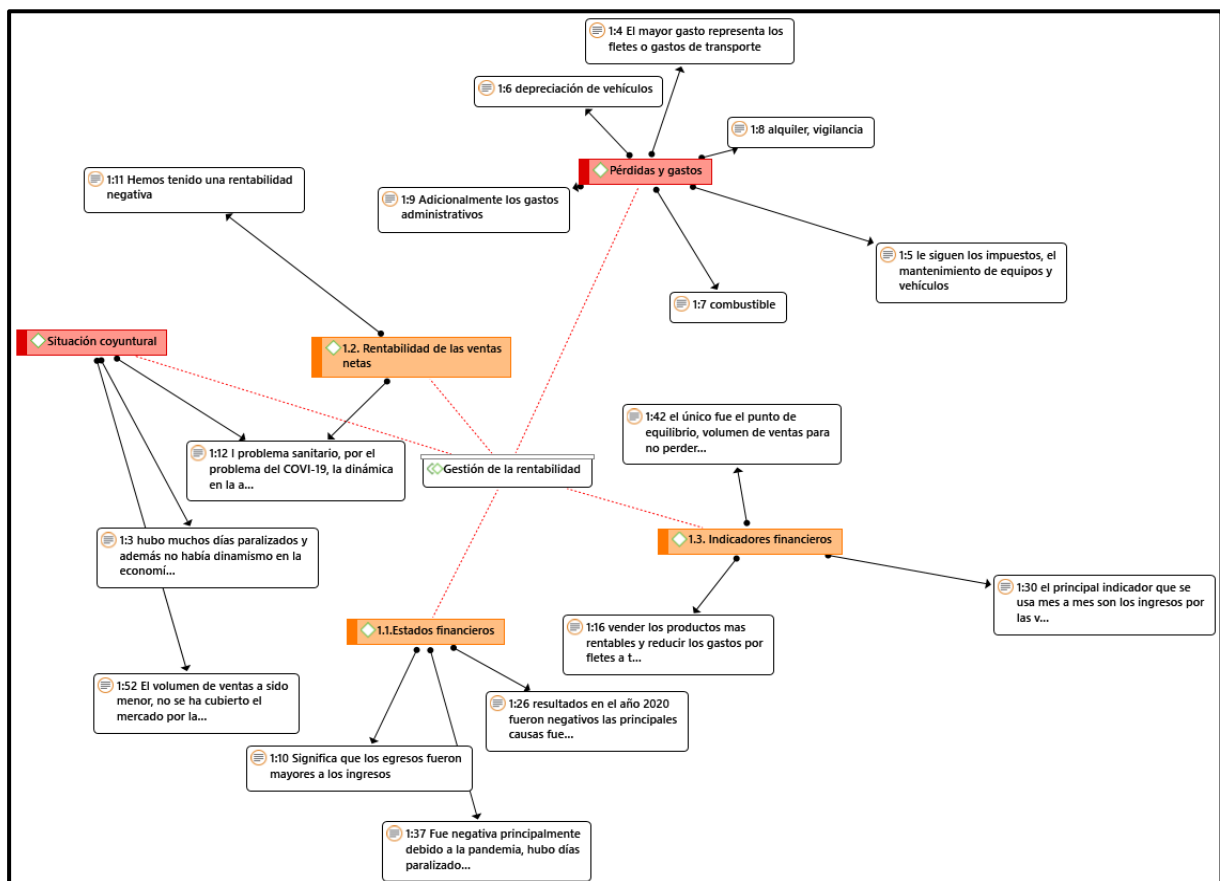 1:4 El mayor gasto representa los
fletes o gastos de transporte
1:6 depreciación de vehículos
1:8 alquiler, vigilancia
Pérdidas y gastos
1:11 Hemos tenido una rentabilidad
negativa
1:9 Adicionalmente los gastos
administrativos
1:5 le siguen los impuestos, el
mantenimiento de equipos y
vehículos
1:7 combustible
Situación coyuntural
1.2. Rentabilidad de las ventas
netas
1:42 el único fue el punto de
equilibrio, volumen de ventas para
no perder...
1:12 l problema sanitario, por el
problema del COVI-19, la dinámica
en la a...
Gestión de la rentabilidad
1:3 hubo muchos días paralizados y
además no había dinamismo en la
economí...
1.3. Indicadores financieros
1:30 el principal indicador que se
usa mes a mes son los ingresos por
las v...
1:16 vender los productos mas
rentables y reducir los gastos por
fletes a t...
1.1.Estados financieros
1:52 El volumen de ventas a sido
menor, no se ha cubierto el
mercado por la...
1:26 resultados en el año 2020
fueron negativos las principales
causas fue...
1:10 Significa que los egresos fueron
mayores a los ingresos
1:37 Fue negativa principalmente
debido a la pandemia, hubo días
paralizado...